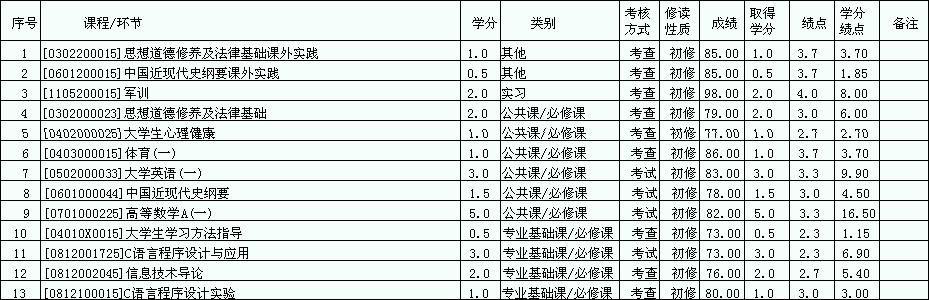 序号 课程/环节 学分 类别 考核方式 修读性质 成绩 取得学分 绩点 学分绩点 备注
1 [0302200015]思想道德修养及法律基础课外实践 1.0 其他 考查 初修 85.00 1.0 3.7 3.70
2 [0601200015]中国近现代史纲要课外实践 0.5 其他 考查 初修 85.00 0.5 3.7 1.85
3 [1105200015]军训 2.0 实习 考查 初修 98.00 2.0 4.0 8.00
4 [0302000023]思想道德修养及法律基础 2.0 公共课/必修课 考查 初修 79.00 2.0 3.0 6.00
5 [0402000025]大学生心理健康 1.0 公共课/必修课 考查 初修 77.00 1.0 2.7 2.70
6 [0403000015]体育(一) 1.0 公共课/必修课 考查 初修 86.00 1.0 3.7 3.70
7 [0502000033]大学英语(一) 3.0 公共课/必修课 考试 初修 83.00 3.0 3.3 9.90
8 [0601000044]中国近现代史纲要 1.5 公共课/必修课 考试 初修 78.00 1.5 3.0 4.50
9 [0701000225]高等数学A(一) 5.0 公共课/必修课 考试 初修 82.00 5.0 3.3 16.50
10 [04010X0015]大学生学习方法指导 0.5 专业基础课/必修课 考查 初修 73.00 0.5 2.3 1.15
11 [0812001725]C语言程序设计与应用 3.0 专业基础课/必修课 考试 初修 73.00 3.0 2.3 6.90
12 [0812002045]信息技术导论 2.0 专业基础课/必修课 考查 初修 76.00 2.0 2.7 5.40
13 [0812100015]C语言程序设计实验 1.0 专业基础课/必修课 考查 初修 80.00 1.0 3.0 3.00